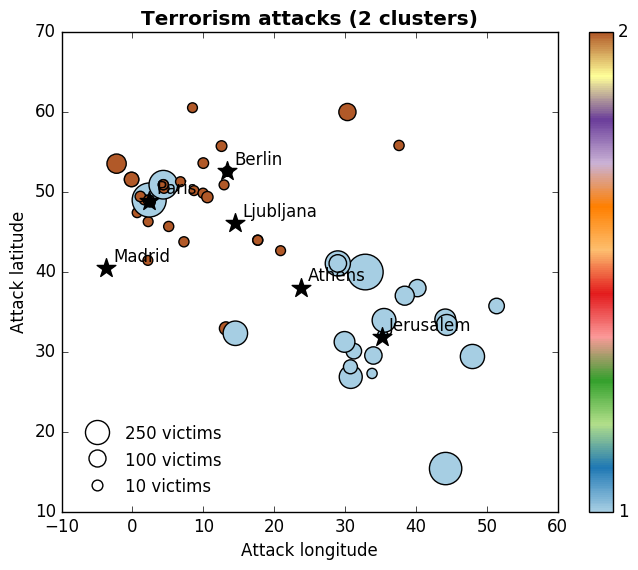 Terrorism attacks (2 clusters)
70
60
50
40
30
20
10
Attack latitude
Berlin
Paris
Ljubljana
Madrid
Athens
Jerusalem
250 victims
100 victims
10 victims
−10
0
10
20
30
40
50
60
Attack longitude
2
1